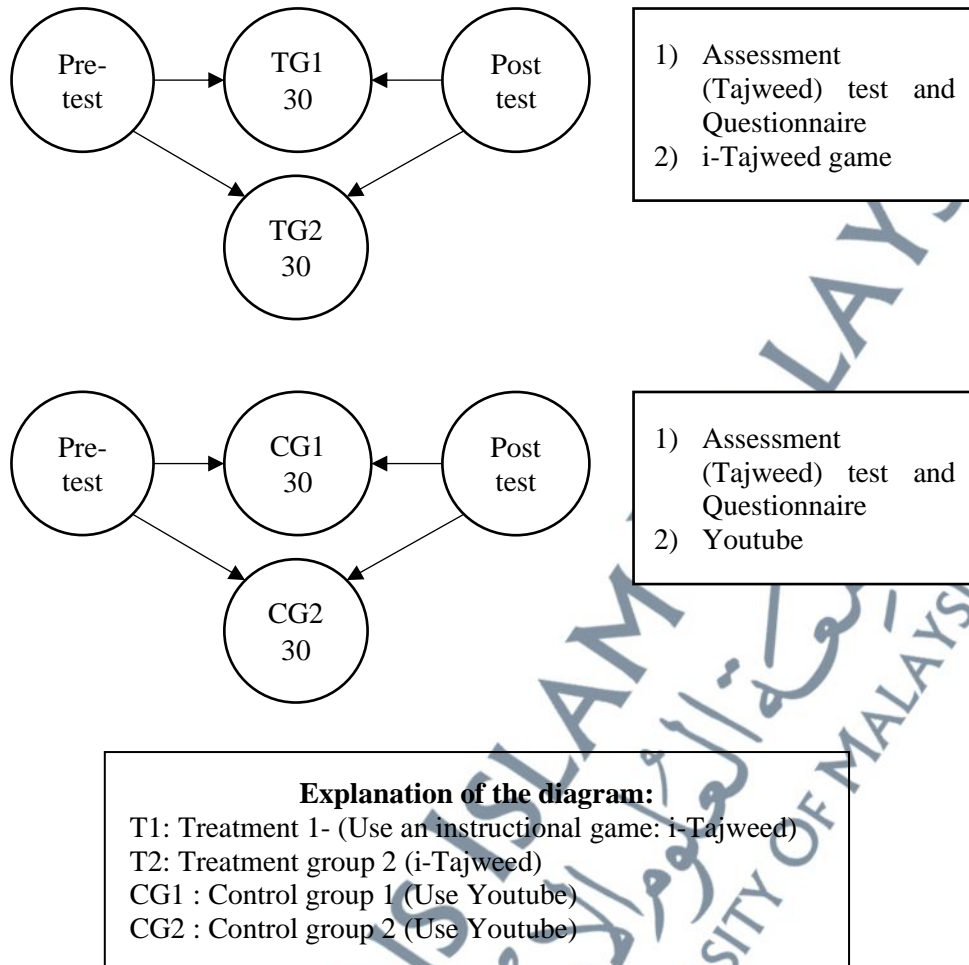 Pre-
test
TG1
30
Post
test
TG2
30
1) Assessment
(Tajweed) test and
Questionnaire
2) i-Tajweed game
Pre-
test
CG1
30
Post
test
CG2
30
1) Assessment
(Tajweed) test and
Questionnaire
2) Youtube
Explanation of the diagram:
T1: Treatment 1- (Use an instructional game: i-Tajweed)
T2: Treatment group 2 (i-Tajweed)
CG1 : Control group 1 (Use Youtube)
CG2 : Control group 2 (Use Youtube)
ISLAM
OF MALAYS